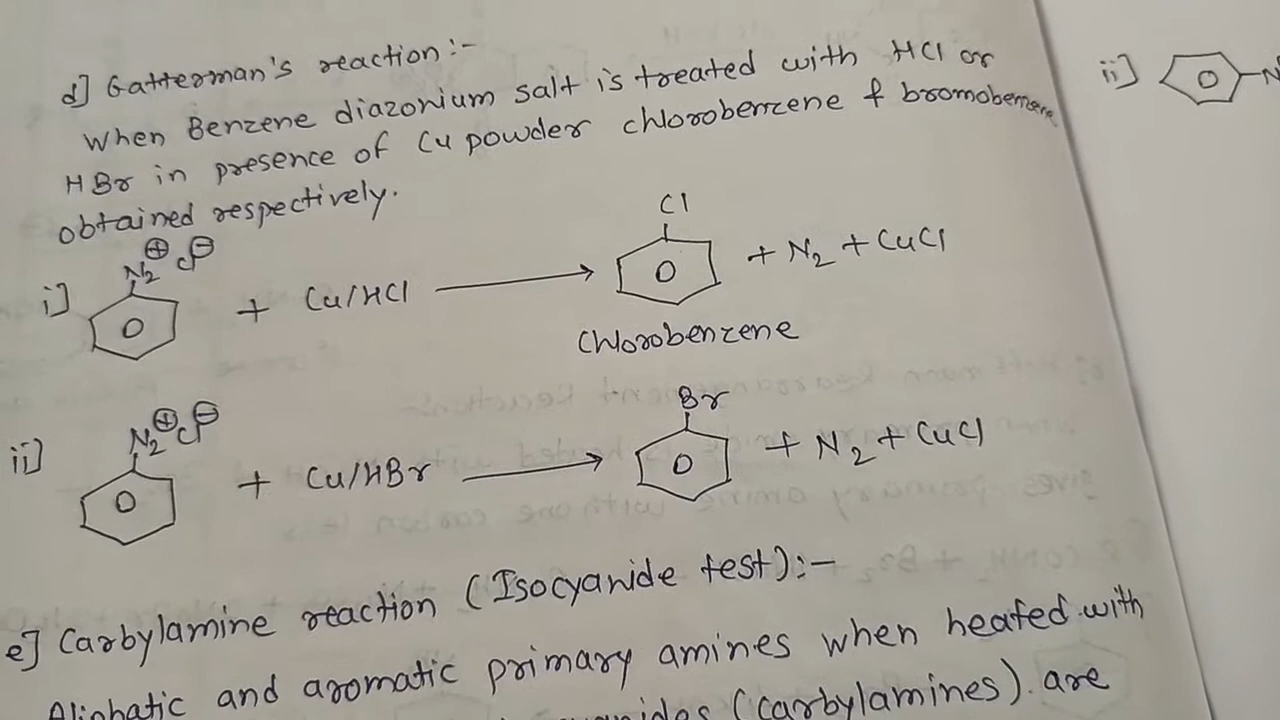 d] Gatterman's reaction :-
When Benzene diazonium salt is treated with HCl or
HBr in presence of Cu powder chlorobenzene & bromobenzene
obtained respectively.
i] N₂⊕ Cl⊖ + Cu/HCl ⟶ Cl + N₂ + CuCl
Chlorobenzene
ii] N₂⊕ Cl⊖ + Cu/HBr ⟶ Br + N₂ + CuCl
e] Carbylamine reaction (Isocyanide test):-
Aliphatic and aromatic primary amines when heated with
(carbylamines) are
ii] N